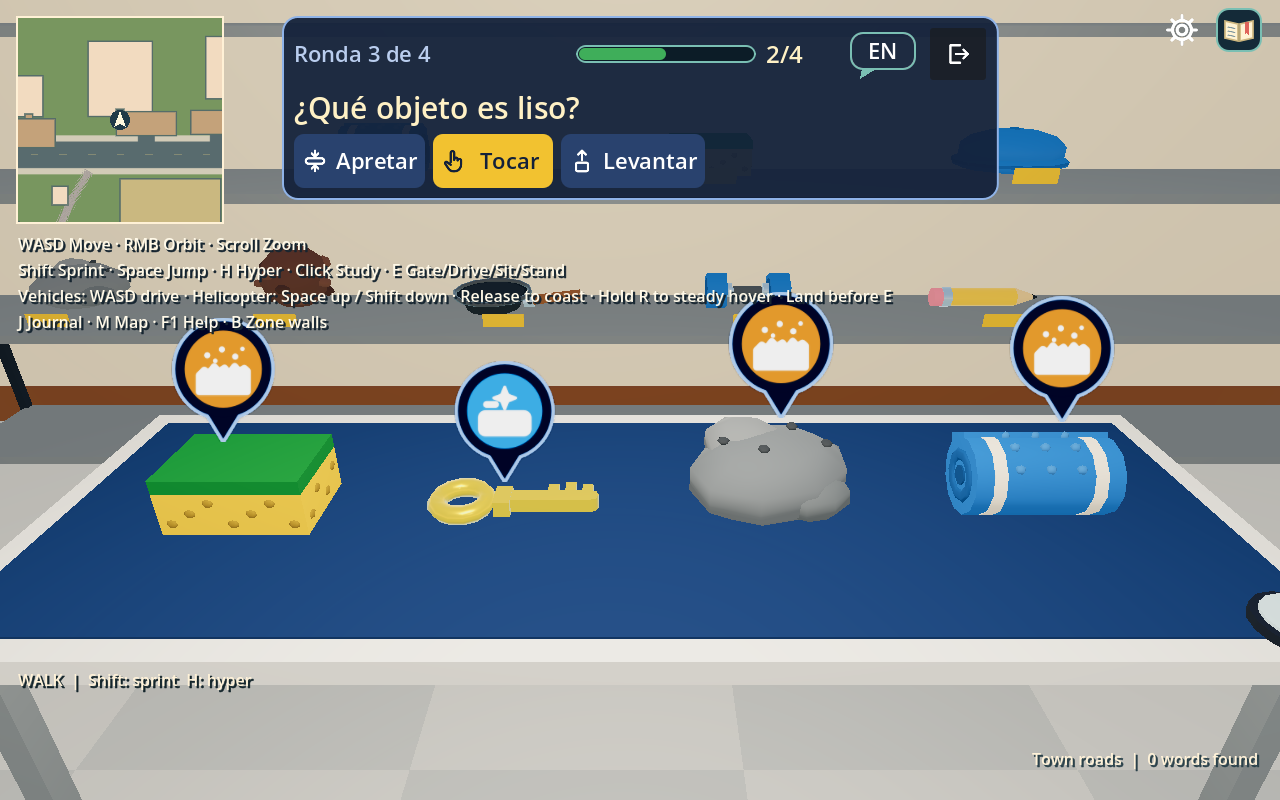 Ronda 3 de 4
2/4
EN
¿Qué objeto es liso?
Apretar
Tocar
Levantar
WASD Move · RMB Orbit · Scroll Zoom
Shift Sprint · Space Jump · H Hyper · Click Study · E Gate/Drive/Sit/Stand
Vehicles: WASD drive · Helicopter: Space up / Shift down · Release to coast · Hold R to steady hover · Land before E
J Journal · M Map · F1 Help · B Zone walls
WALK | Shift: sprint H: hyper
Town roads | 0 words found